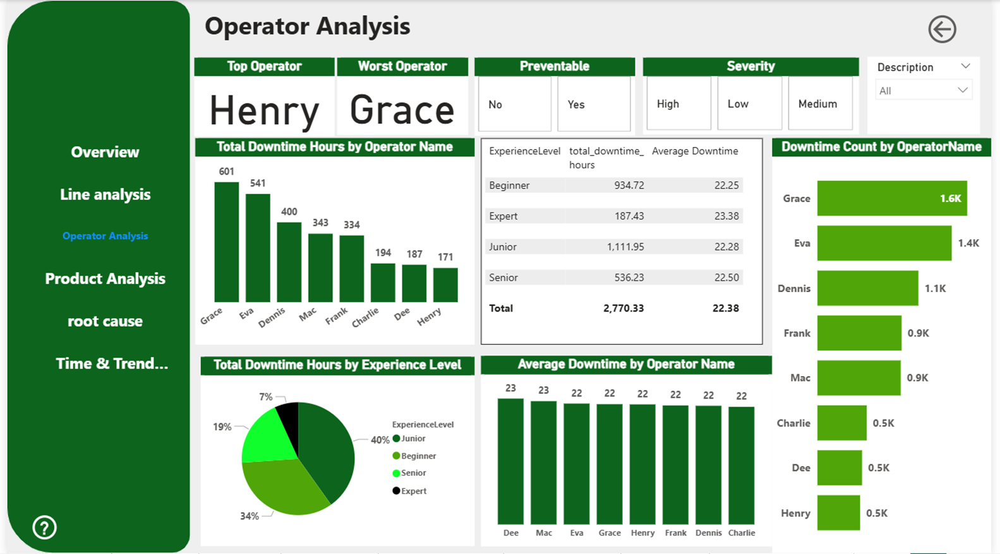 Operator Analysis
Overview
Line analysis
Operator Analysis
Product Analysis
root cause
Time & Trend...
?
Top Operator
Henry
Worst Operator
Grace
Preventable
No
Yes
Severity
High
Low
Medium
Description
All
Total Downtime Hours by Operator Name
601
541
400
343
334
194
187
171
Grace
Eva
Dennis
Mac
Frank
Charlie
Dee
Henry
ExperienceLevel total_downtime_ Average Downtime
hours
Beginner 934.72 22.25
Expert 187.43 23.38
Junior 1,111.95 22.28
Senior 536.23 22.50
Total 2,770.33 22.38
Downtime Count by OperatorName
Grace 1.6K
Eva 1.4K
Dennis 1.1K
Frank 0.9K
Mac 0.9K
Charlie 0.5K
Dee 0.5K
Henry 0.5K
Total Downtime Hours by Experience Level
7%
19%
40%
34%
ExperienceLevel
Junior
Beginner
Senior
Expert
Average Downtime by Operator Name
23 23 22 22 22 22 22 22
Dee Mac Eva Grace Henry Frank Dennis Charlie